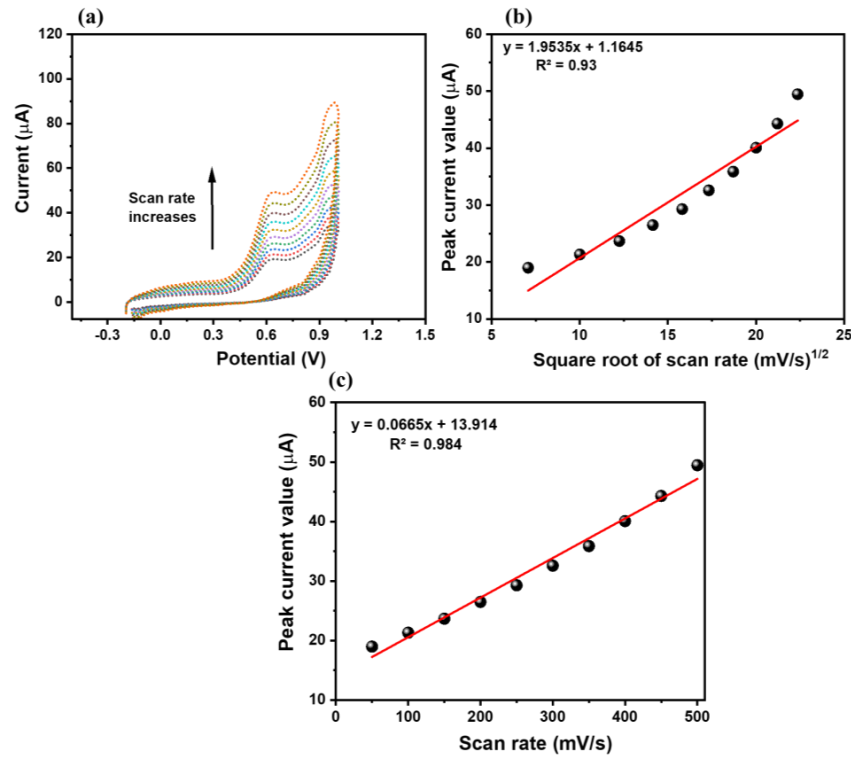 (a)
120
100
80
60
40
20
0
Current (μA)
Scan rate
increases
-0.3 0.0 0.3 0.6 0.9 1.2 1.5
Potential (V)
(b)
60
50
40
30
20
10
Peak current value (μA)
y = 1.9535x + 1.1645
R² = 0.93
5 10 15 20 25
Square root of scan rate (mV/s)^1/2
(c)
60
50
40
30
20
10
Peak current value (μA)
y = 0.0665x + 13.914
R² = 0.984
0 100 200 300 400 500
Scan rate (mV/s)